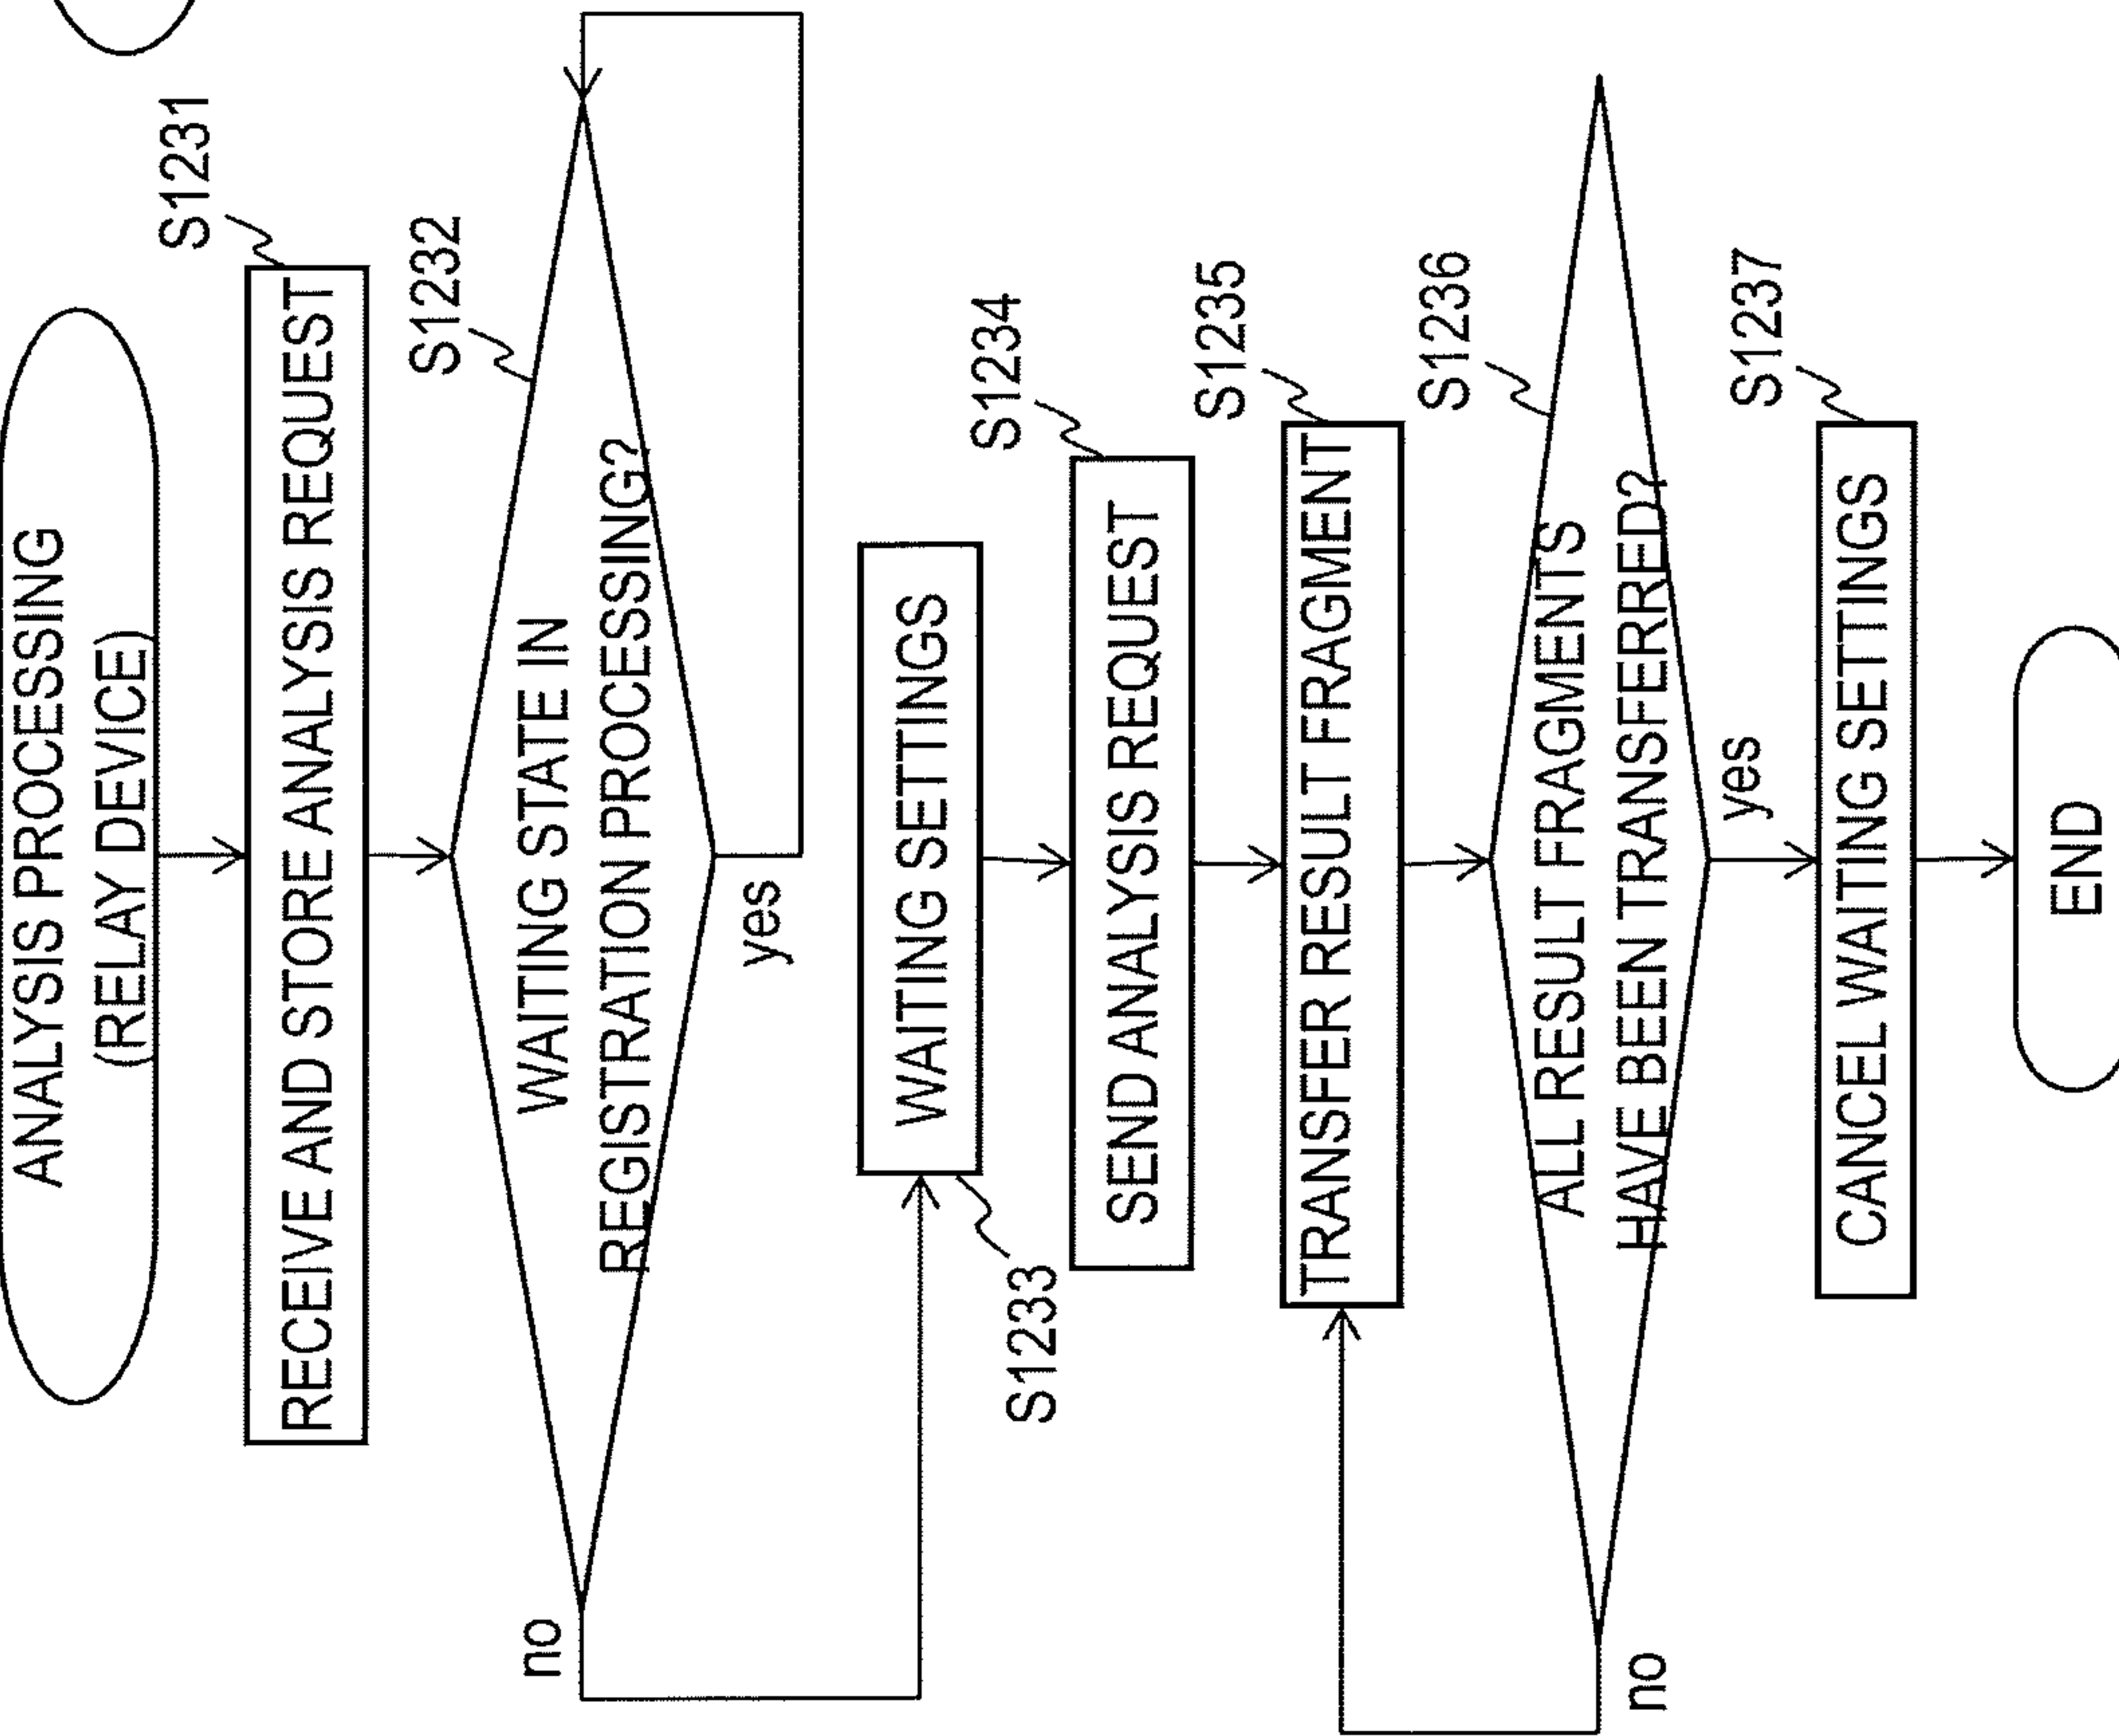 ANALYSIS PROCESSING
(RELAY DEVICE)
S1231
RECEIVE AND STORE ANALYSIS REQUEST
S1232
WAITING STATE IN
REGISTRATION PROCESSING?
no
yes
WAITING SETTINGS
S1233
S1234
SEND ANALYSIS REQUEST
S1235
TRANSFER RESULT FRAGMENT
S1236
ALL RESULT FRAGMENTS
HAVE BEEN TRANSFERRED?
no
yes
S1237
CANCEL WAITING SETTINGS
END